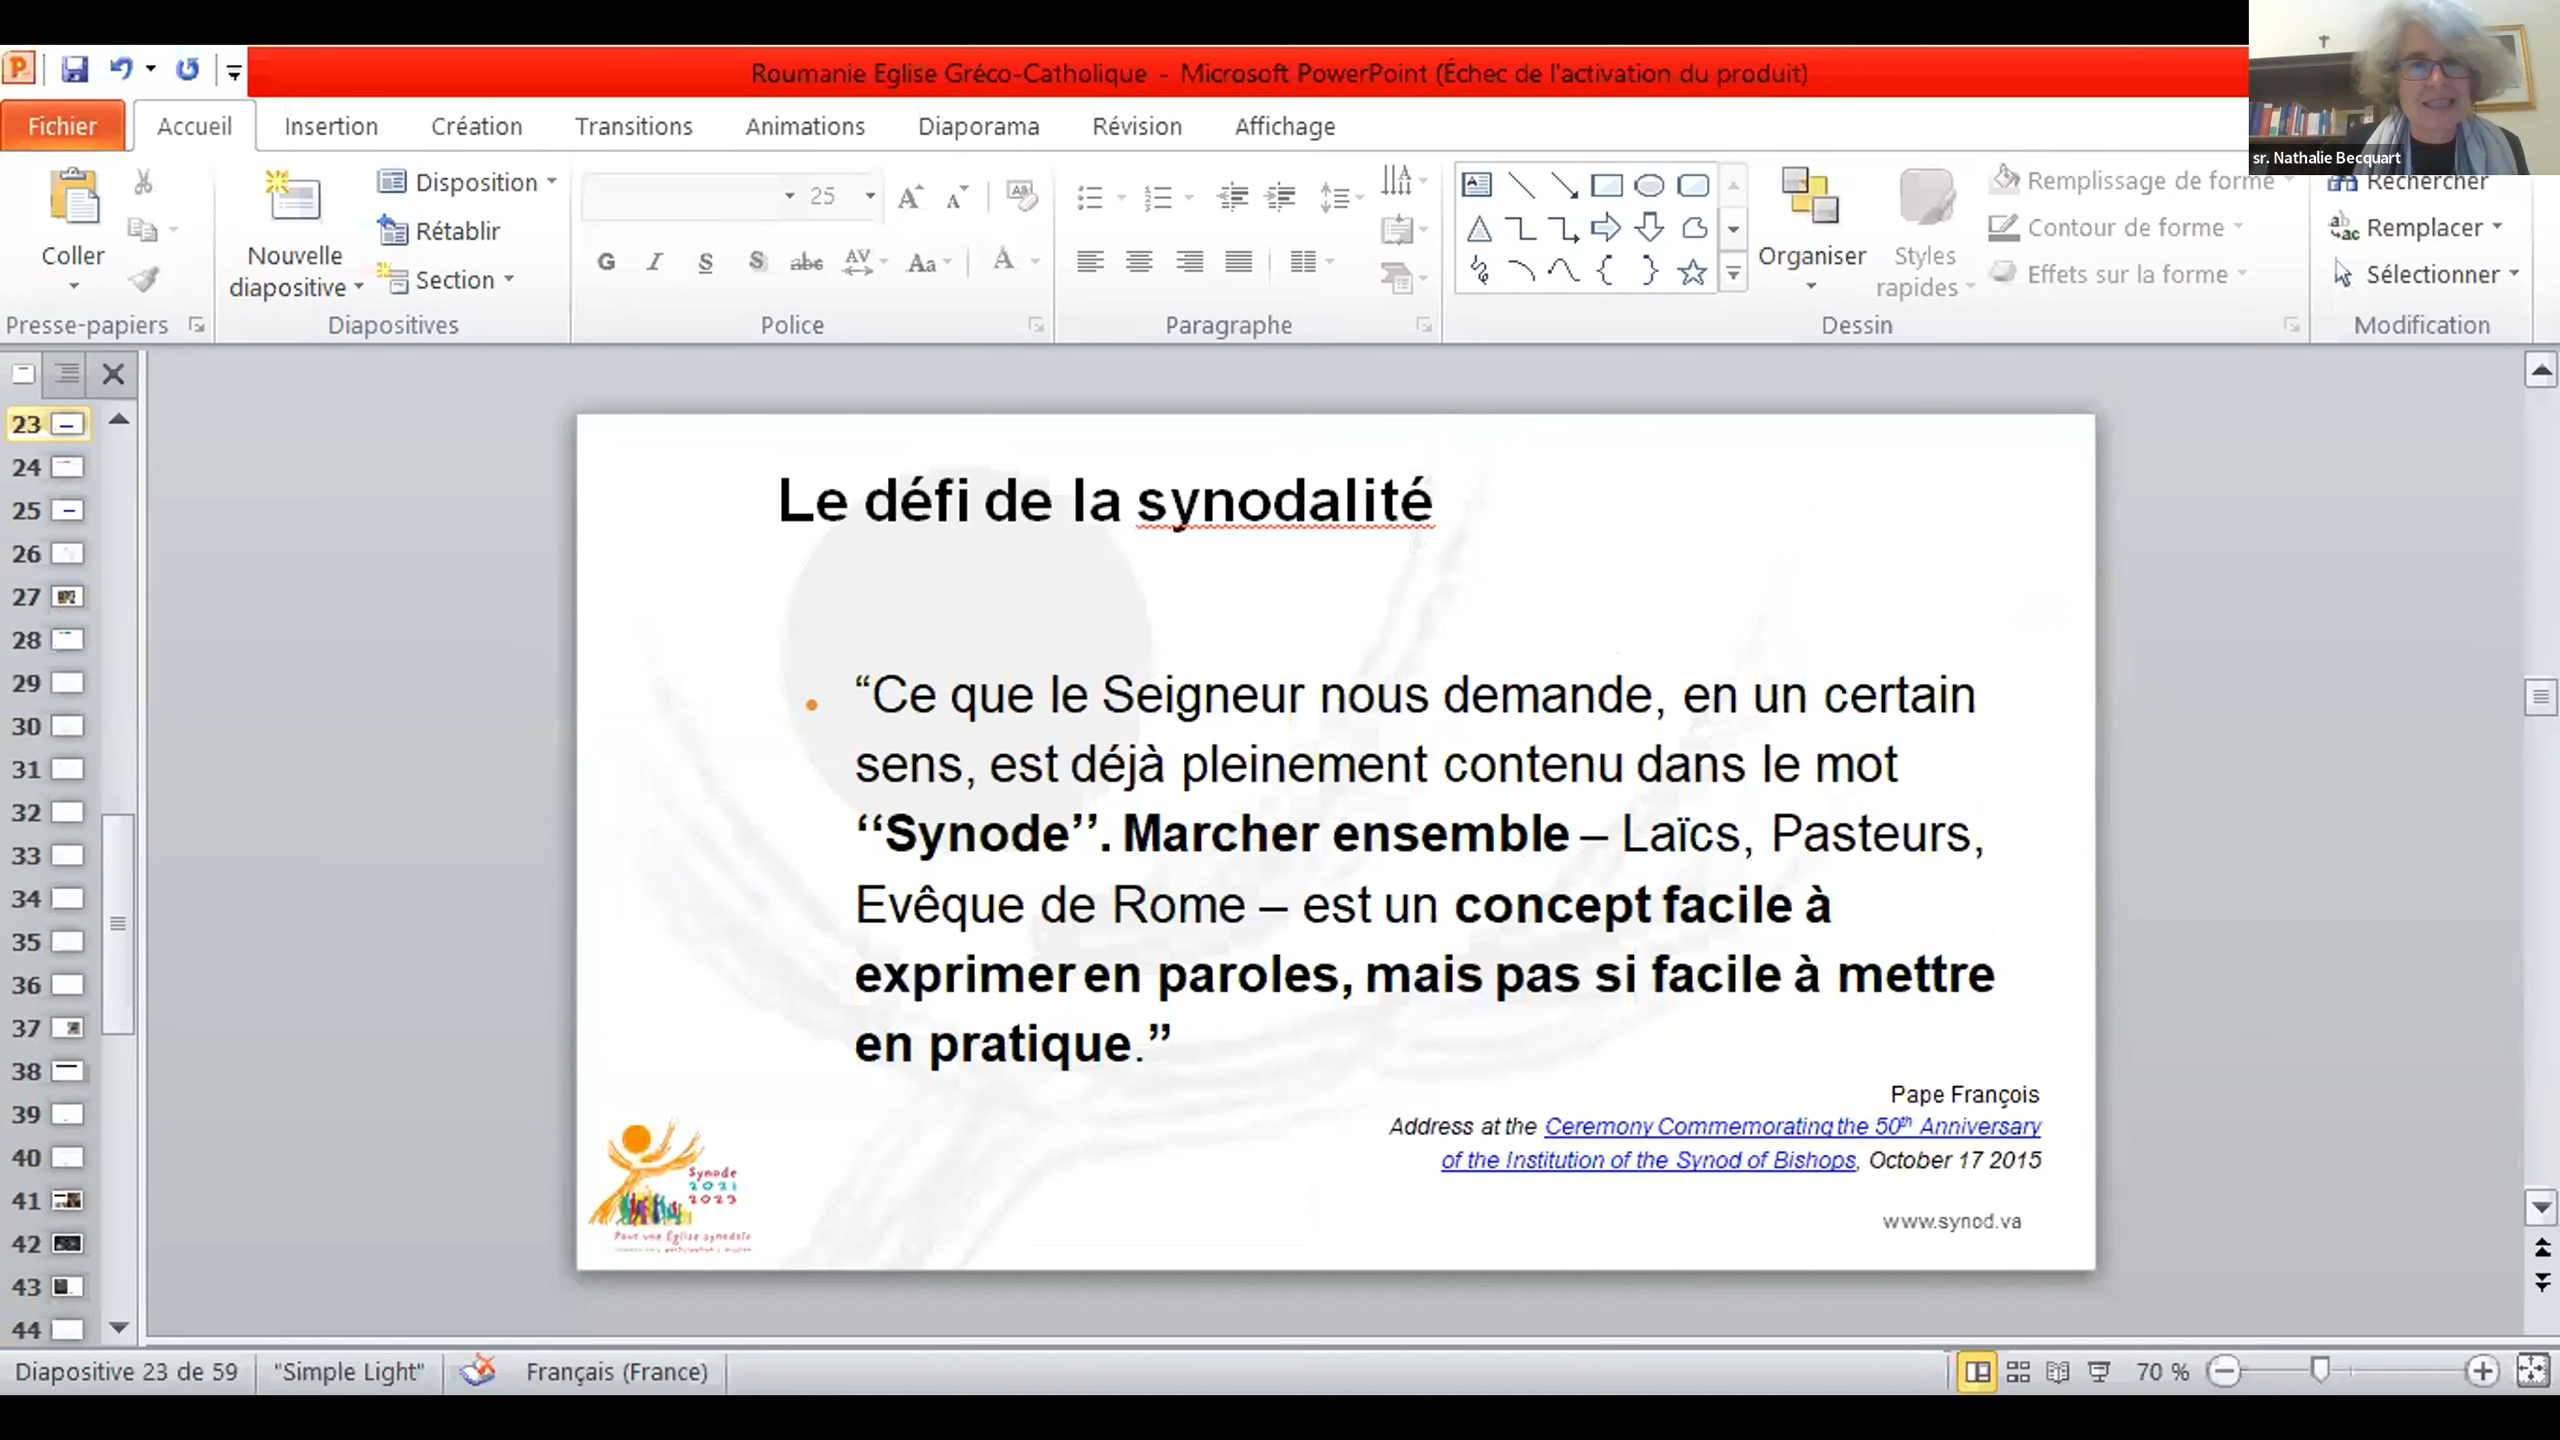 Roumanie Eglise Gréco-Catholique - Microsoft PowerPoint (Échec de l'activation du produit)
Fichier Accueil Insertion Création Transitions Animations Diaporama Révision Affichage
sr. Nathalie Becquart
Coller
Presse-papiers
Nouvelle
diapositive
Disposition
Rétablir
Section
Diapositives
25
G I S S abc AV Aa A
Police
Paragraphe
Organiser
Styles
rapides
Remplissage de forme
Contour de forme
Effets sur la forme
Dessin
Rechercher
Remplacer
Sélectionner
Modification
23
24
25
26
27
28
29
30
31
32
33
34
35
36
37
38
39
40
41
42
43
44
Le défi de la synodalité
• “Ce que le Seigneur nous demande, en un certain
sens, est déjà pleinement contenu dans le mot
‘‘Synode’’. Marcher ensemble – Laïcs, Pasteurs,
Evêque de Rome – est un concept facile à
exprimer en paroles, mais pas si facile à mettre
en pratique.”
Pape François
Address at the Ceremony Commemorating the 50th Anniversary
of the Institution of the Synod of Bishops, October 17 2015
www.synod.va
Synode
2021
2023
Pour une Église synodale
Diapositive 23 de 59 "Simple Light" Français (France) 70 %